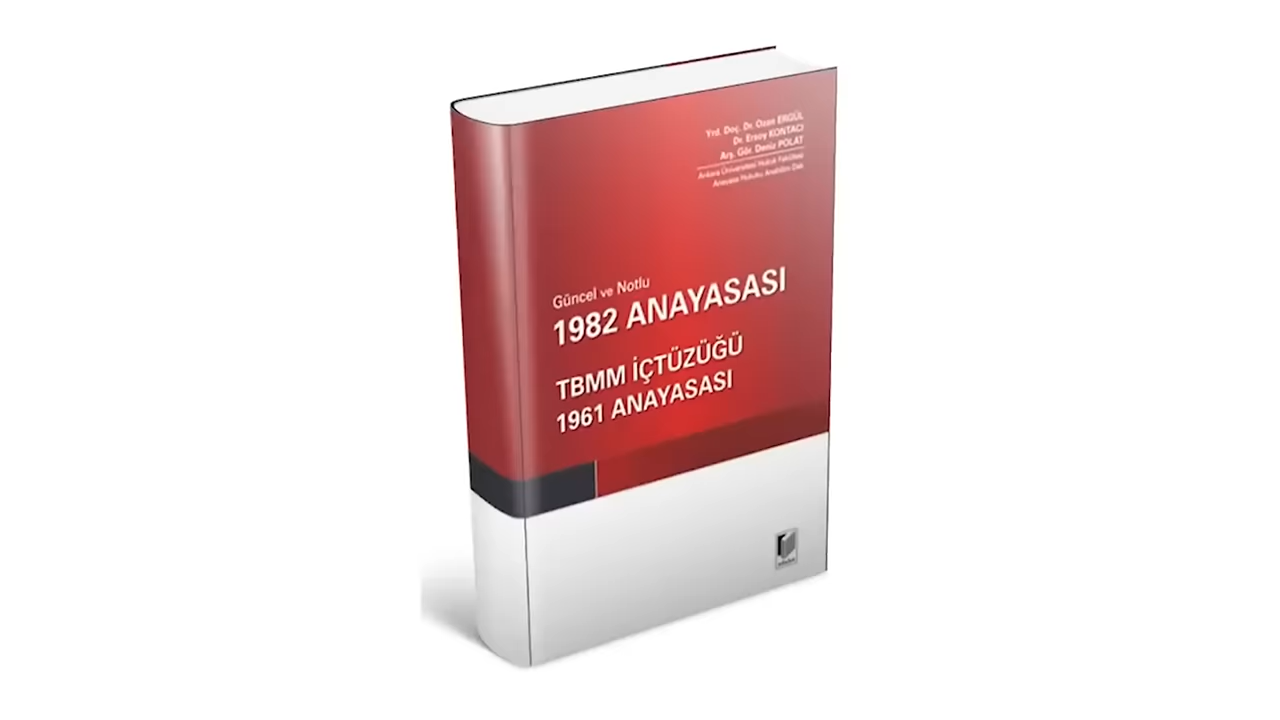 Yrd. Doç. Dr. Ozan ERGÜL
Dr. Ersoy KONTACI
Arş. Gör. Deniz POLAT
Ankara Üniversitesi Hukuk Fakültesi
Anayasa Hukuku Anabilim Dalı
Güncel ve Notlu
1982 ANAYASASI
TBMM İÇTÜZÜĞÜ
1961 ANAYASASI